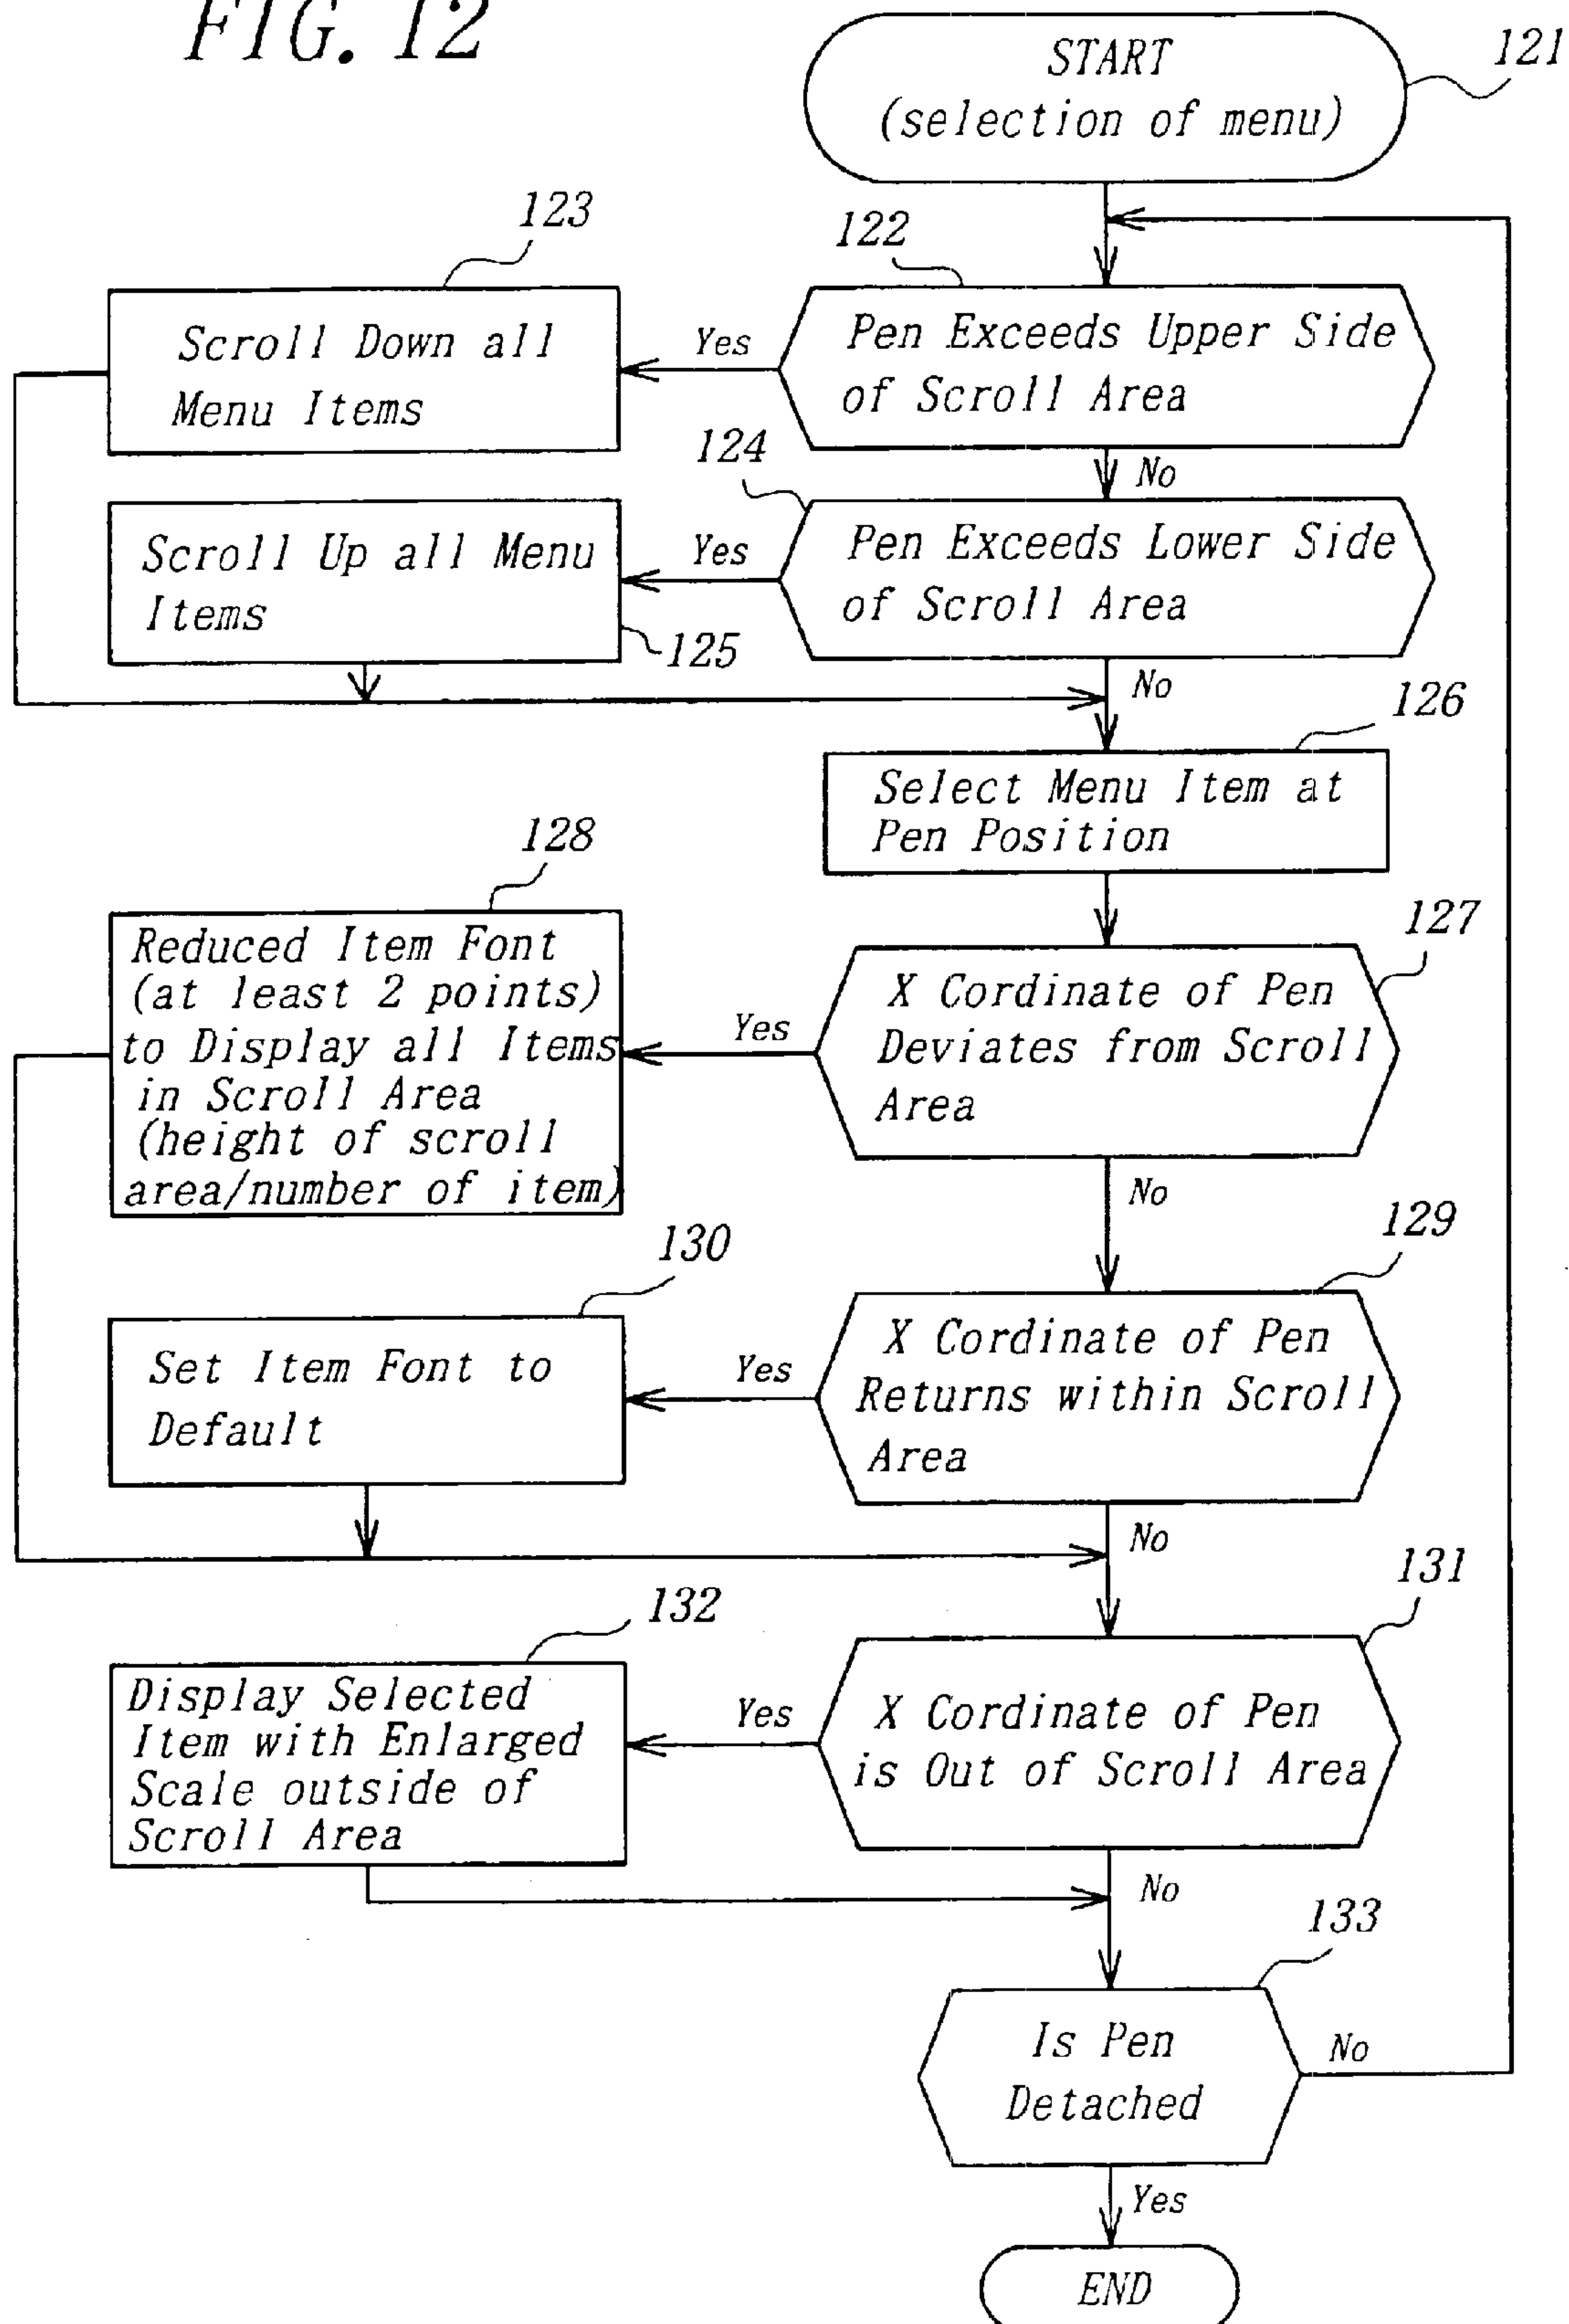 FIG. 12
START
(selection of menu)
121
122
Pen Exceeds Upper Side
of Scroll Area
Yes
No
123
Scroll Down all
Menu Items
124
Pen Exceeds Lower Side
of Scroll Area
Yes
No
Scroll Up all Menu
Items
125
126
Select Menu Item at
Pen Position
127
X Cordinate of Pen
Deviates from Scroll
Area
Yes
No
128
Reduced Item Font
(at least 2 points)
to Display all Items
in Scroll Area
(height of scroll
area/number of item)
129
X Cordinate of Pen
Returns within Scroll
Area
Yes
No
130
Set Item Font to
Default
131
X Cordinate of Pen
is Out of Scroll Area
Yes
No
132
Display Selected
Item with Enlarged
Scale outside of
Scroll Area
133
Is Pen
Detached
No
Yes
END